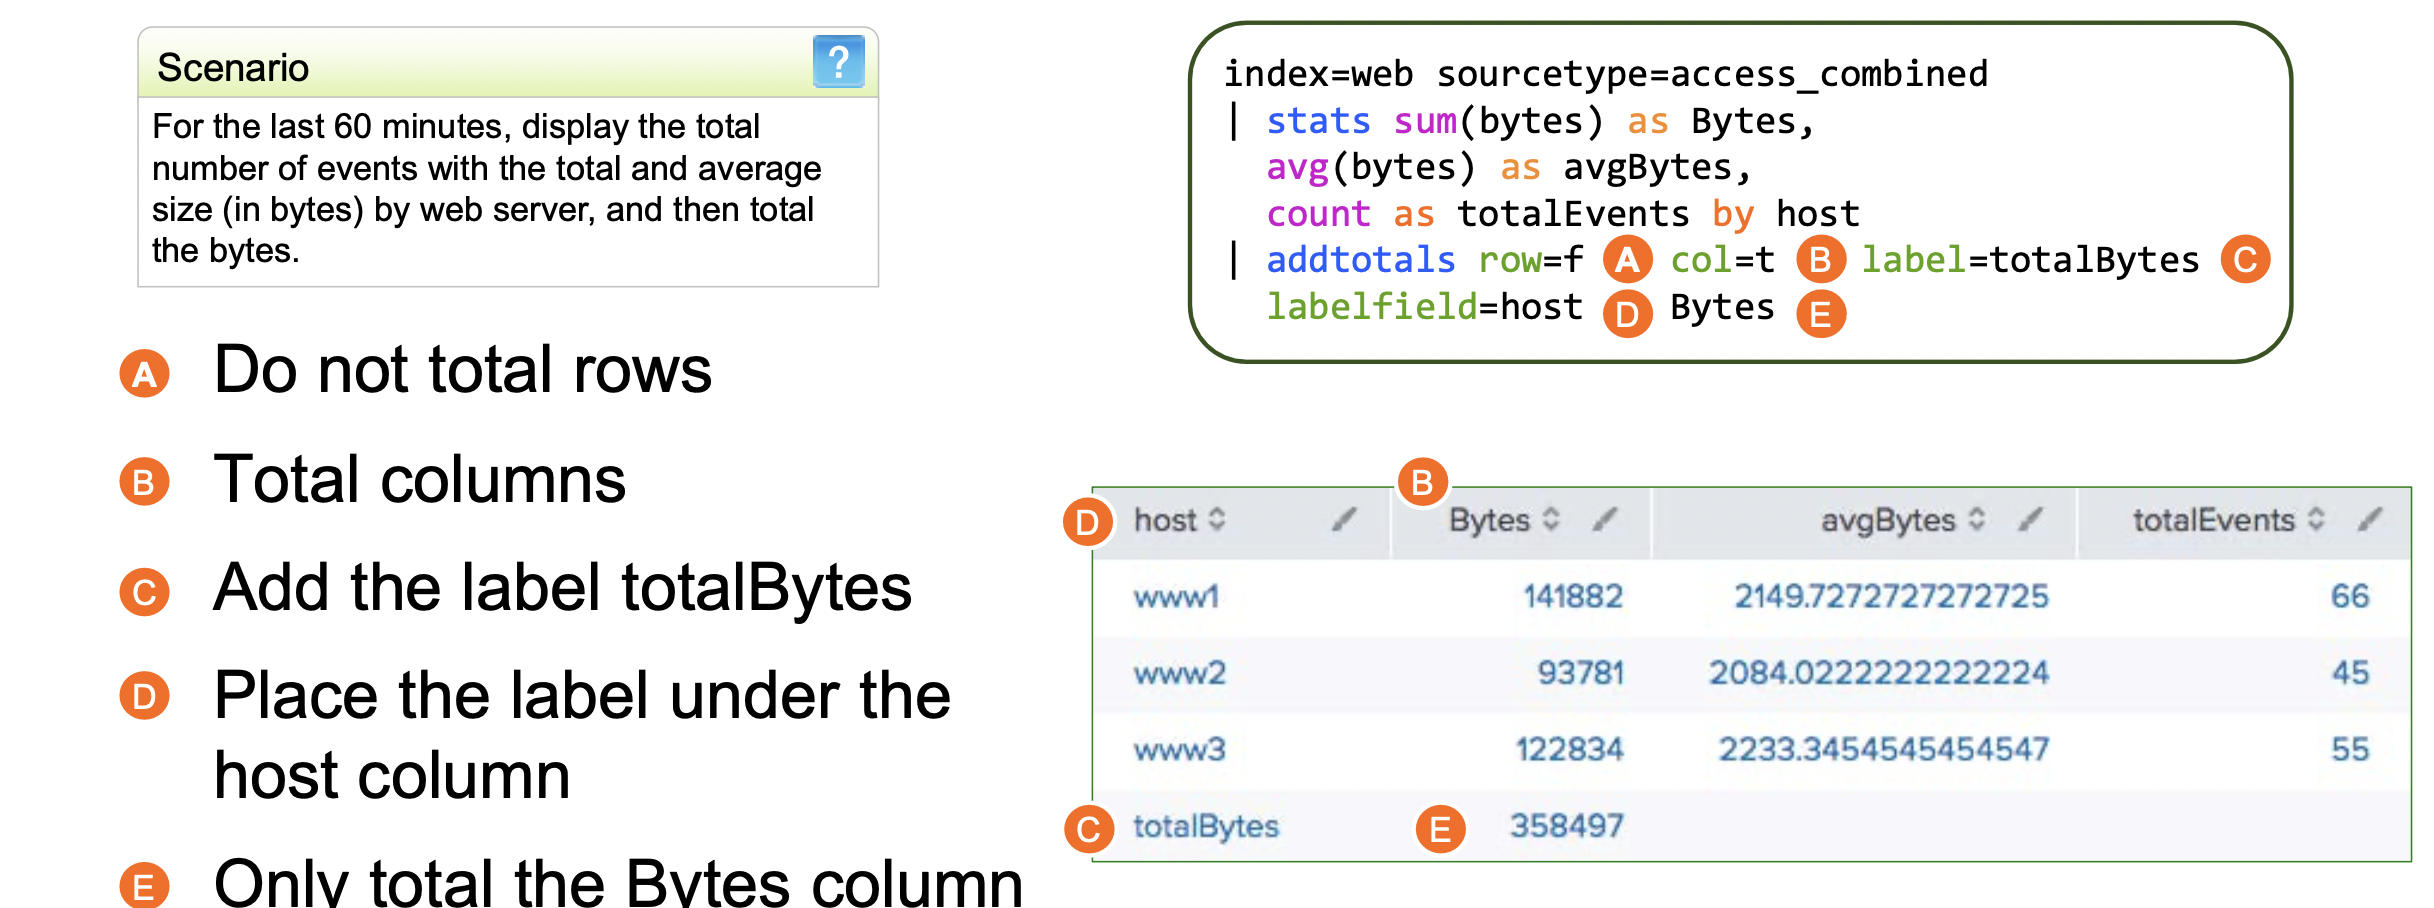 Scenario
?
For the last 60 minutes, display the total
number of events with the total and average
size (in bytes) by web server, and then total
the bytes.
A Do not total rows
B Total columns
C Add the label totalBytes
D Place the label under the
host column
E Only total the Bytes column
index=web sourcetype=access_combined
| stats sum(bytes) as Bytes,
avg(bytes) as avgBytes,
count as totalEvents by host
| addtotals row=f A col=t B label=totalBytes C
labelfield=host D Bytes E
B
D host Bytes avgBytes totalEvents
www1 141882 2149.7272727272725 66
www2 93781 2084.0222222222224 45
www3 122834 2233.3454545454547 55
C totalBytes E 358497